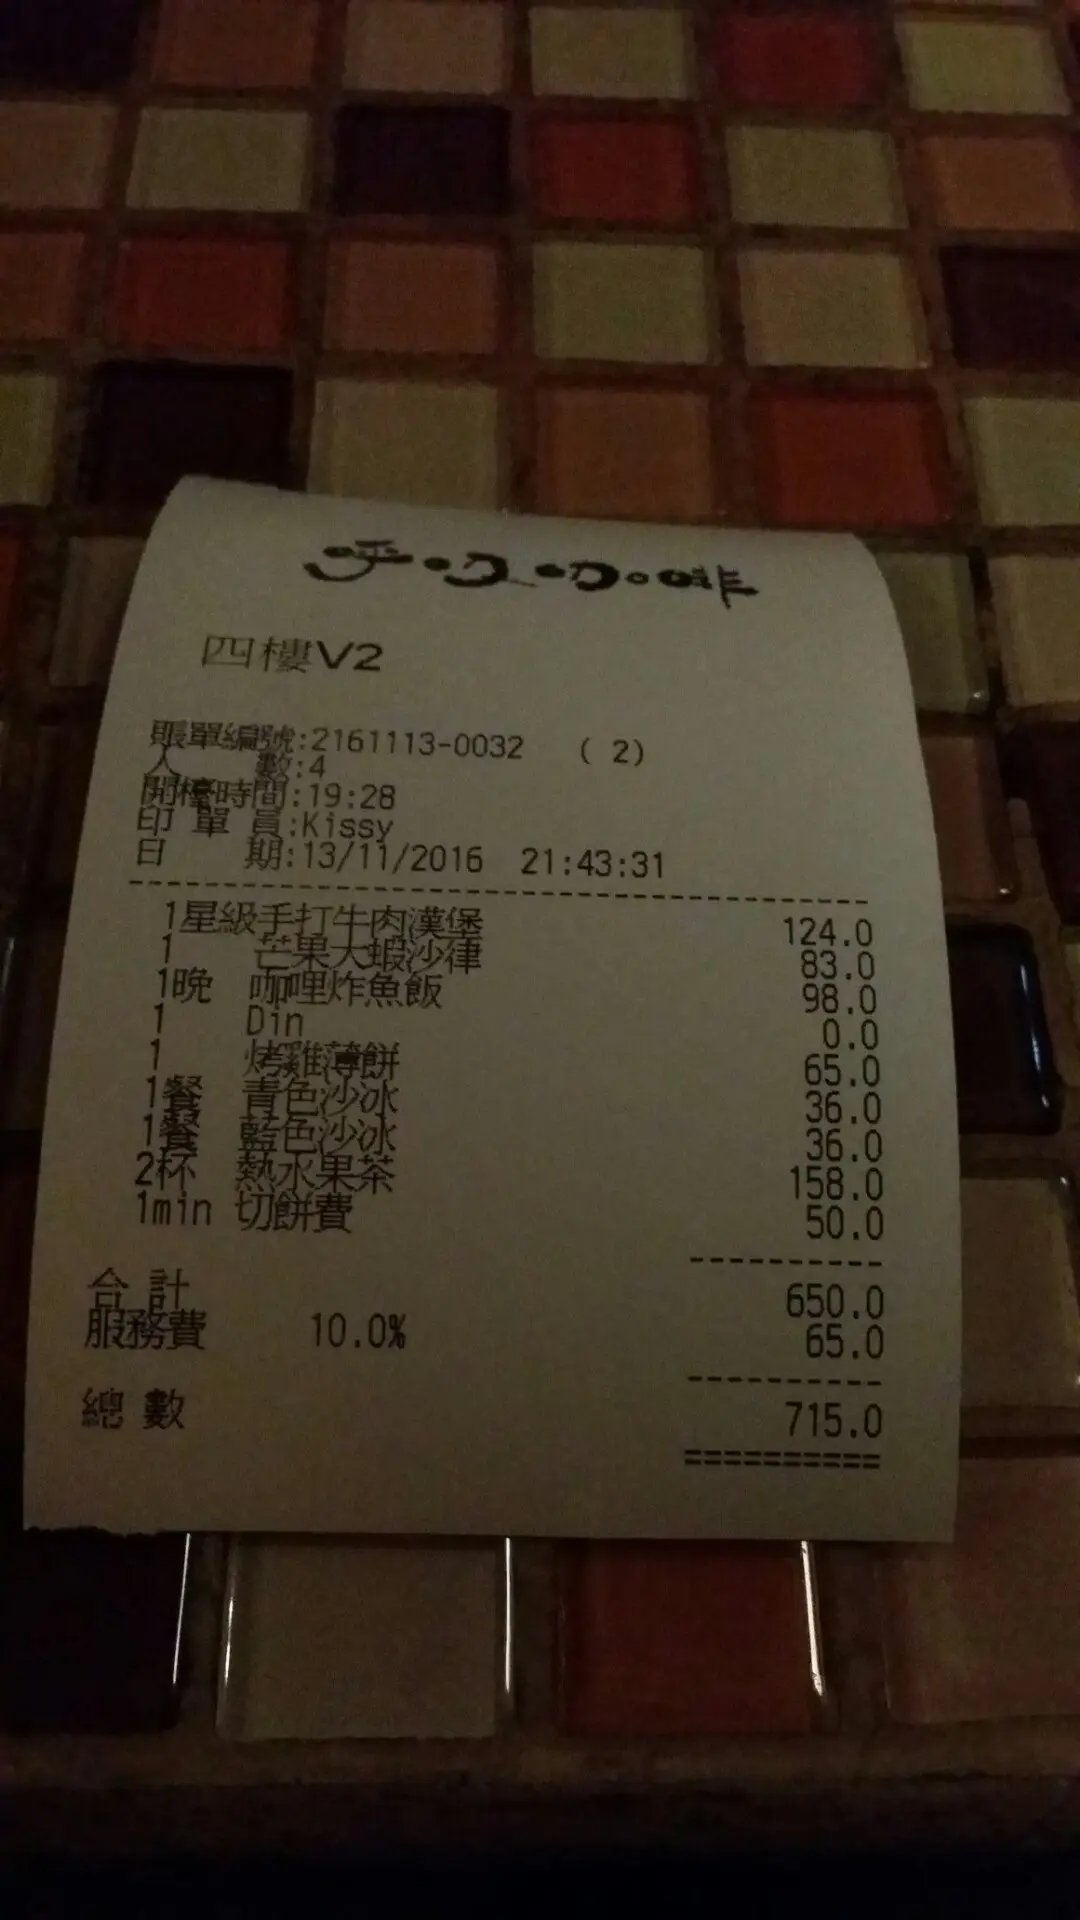 呼吸咖啡
四樓V2
賬單編號:2161113-0032 (2)
人 數:4
開檯時間:19:28
印單員:Kissy
日 期:13/11/2016 21:43:31
1星級手打牛肉漢堡 124.0
1 芒果大蝦沙律 83.0
1晚 咖哩炸魚飯 98.0
1 Din 0.0
1 烤雞薄餅 65.0
1餐 青色沙冰 36.0
1餐 藍色沙冰 36.0
2杯 熱水果茶 158.0
1min 切餅費 50.0
合計 650.0
服務費 10.0% 65.0
總數 715.0